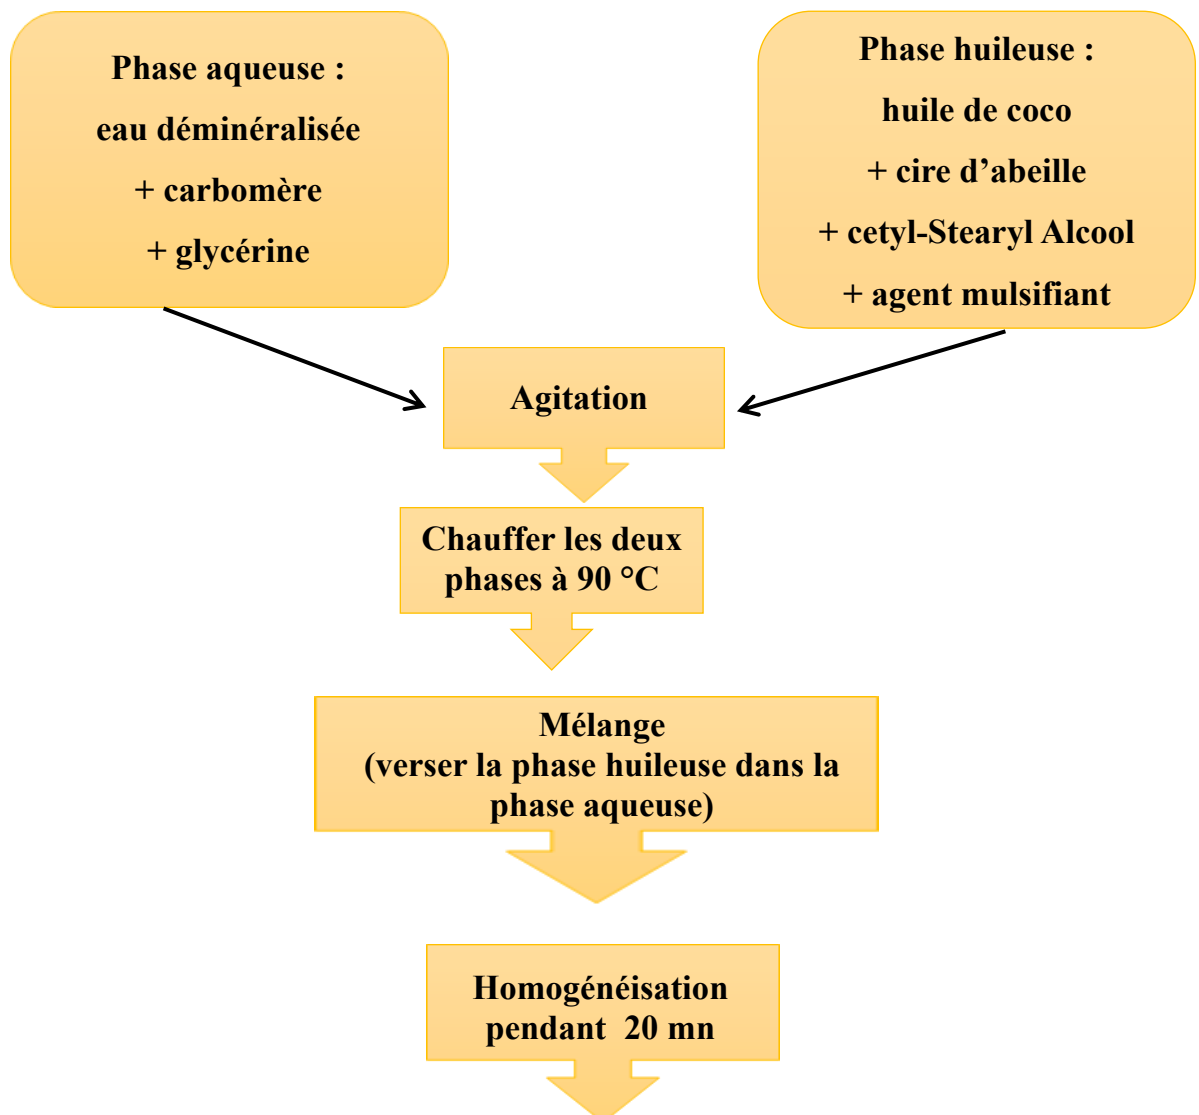 Phase aqueuse :
eau déminéralisée
+ carbomère
+ glycérine
Phase huileuse :
huile de coco
+ cire d’abeille
+ cetyl-Stearyl Alcool
+ agent mulsifiant
Agitation
Chauffer les deux
phases à 90 °C
Mélange
(verser la phase huileuse dans la
phase aqueuse)
Homogénéisation
pendant 20 mn